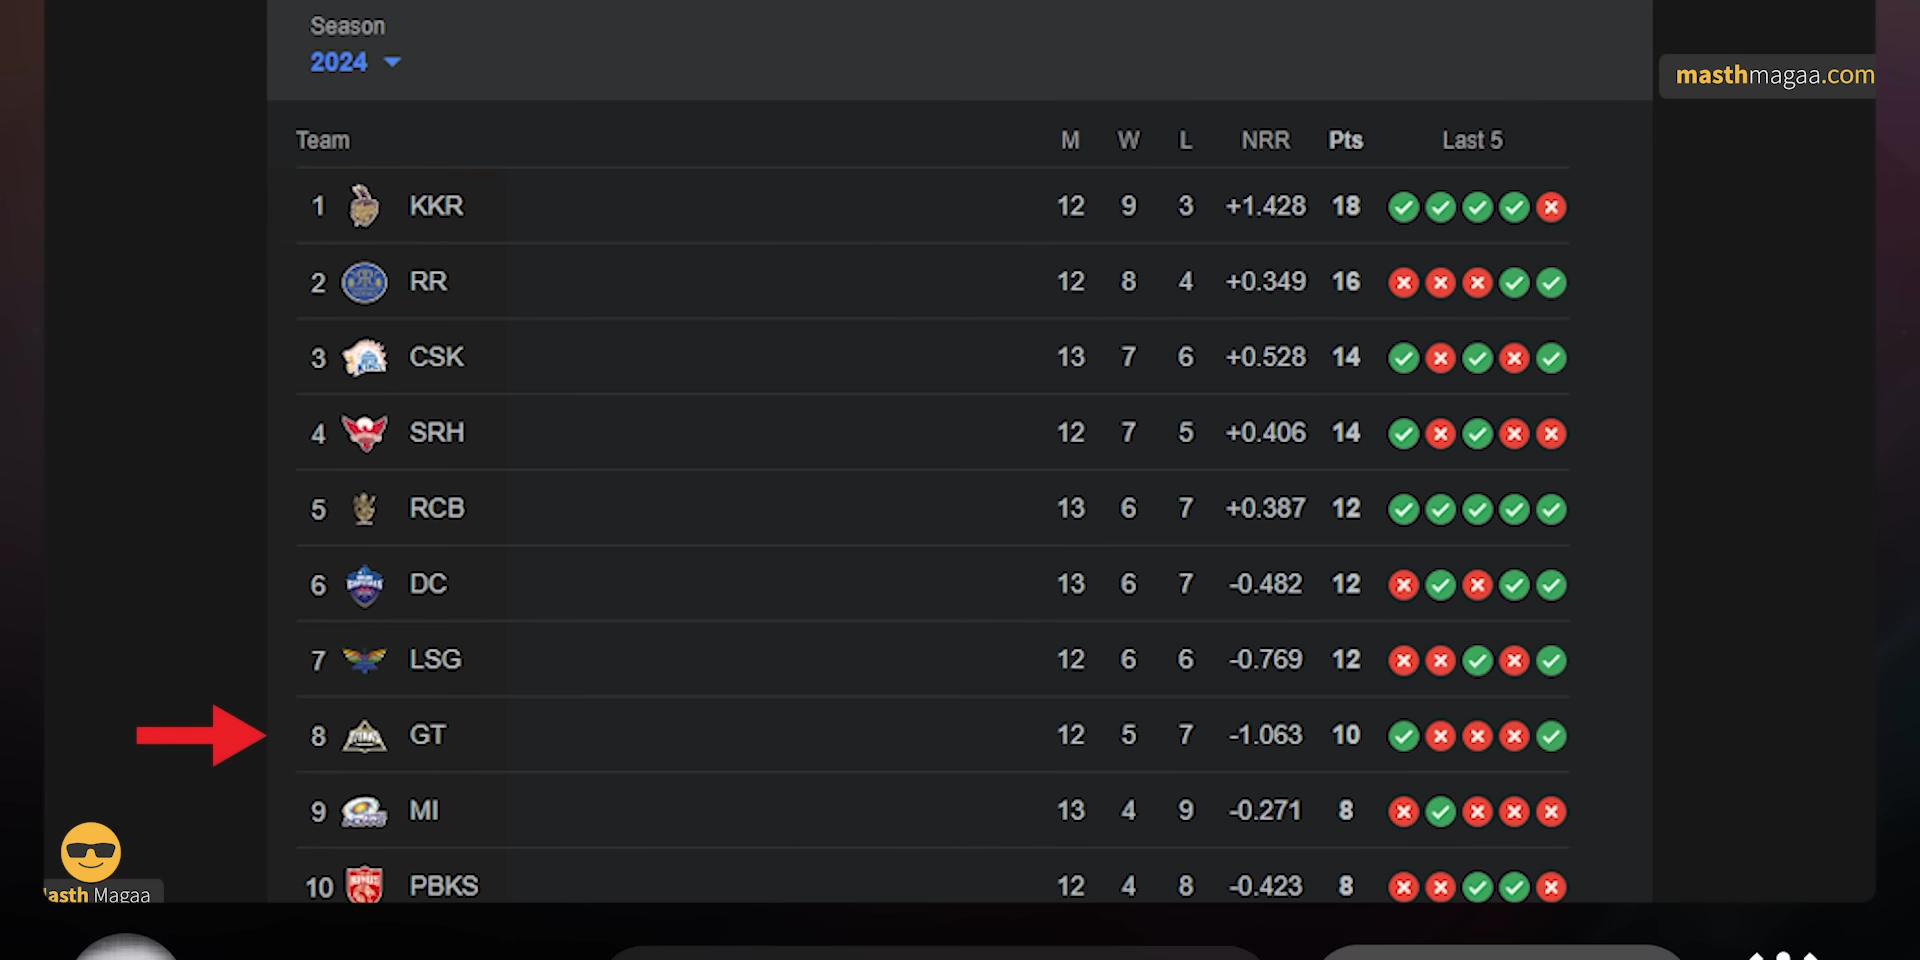 Season
2024
masthmagaa.com
Team M W L NRR Pts Last 5
1 KKR 12 9 3 +1.428 18
2 RR 12 8 4 +0.349 16
3 CSK 13 7 6 +0.528 14
4 SRH 12 7 5 +0.406 14
5 RCB 13 6 7 +0.387 12
6 DC 13 6 7 -0.482 12
7 LSG 12 6 6 -0.769 12
8 GT 12 5 7 -1.063 10
9 MI 13 4 9 -0.271 8
10 PBKS 12 4 8 -0.423 8
asth Magaa